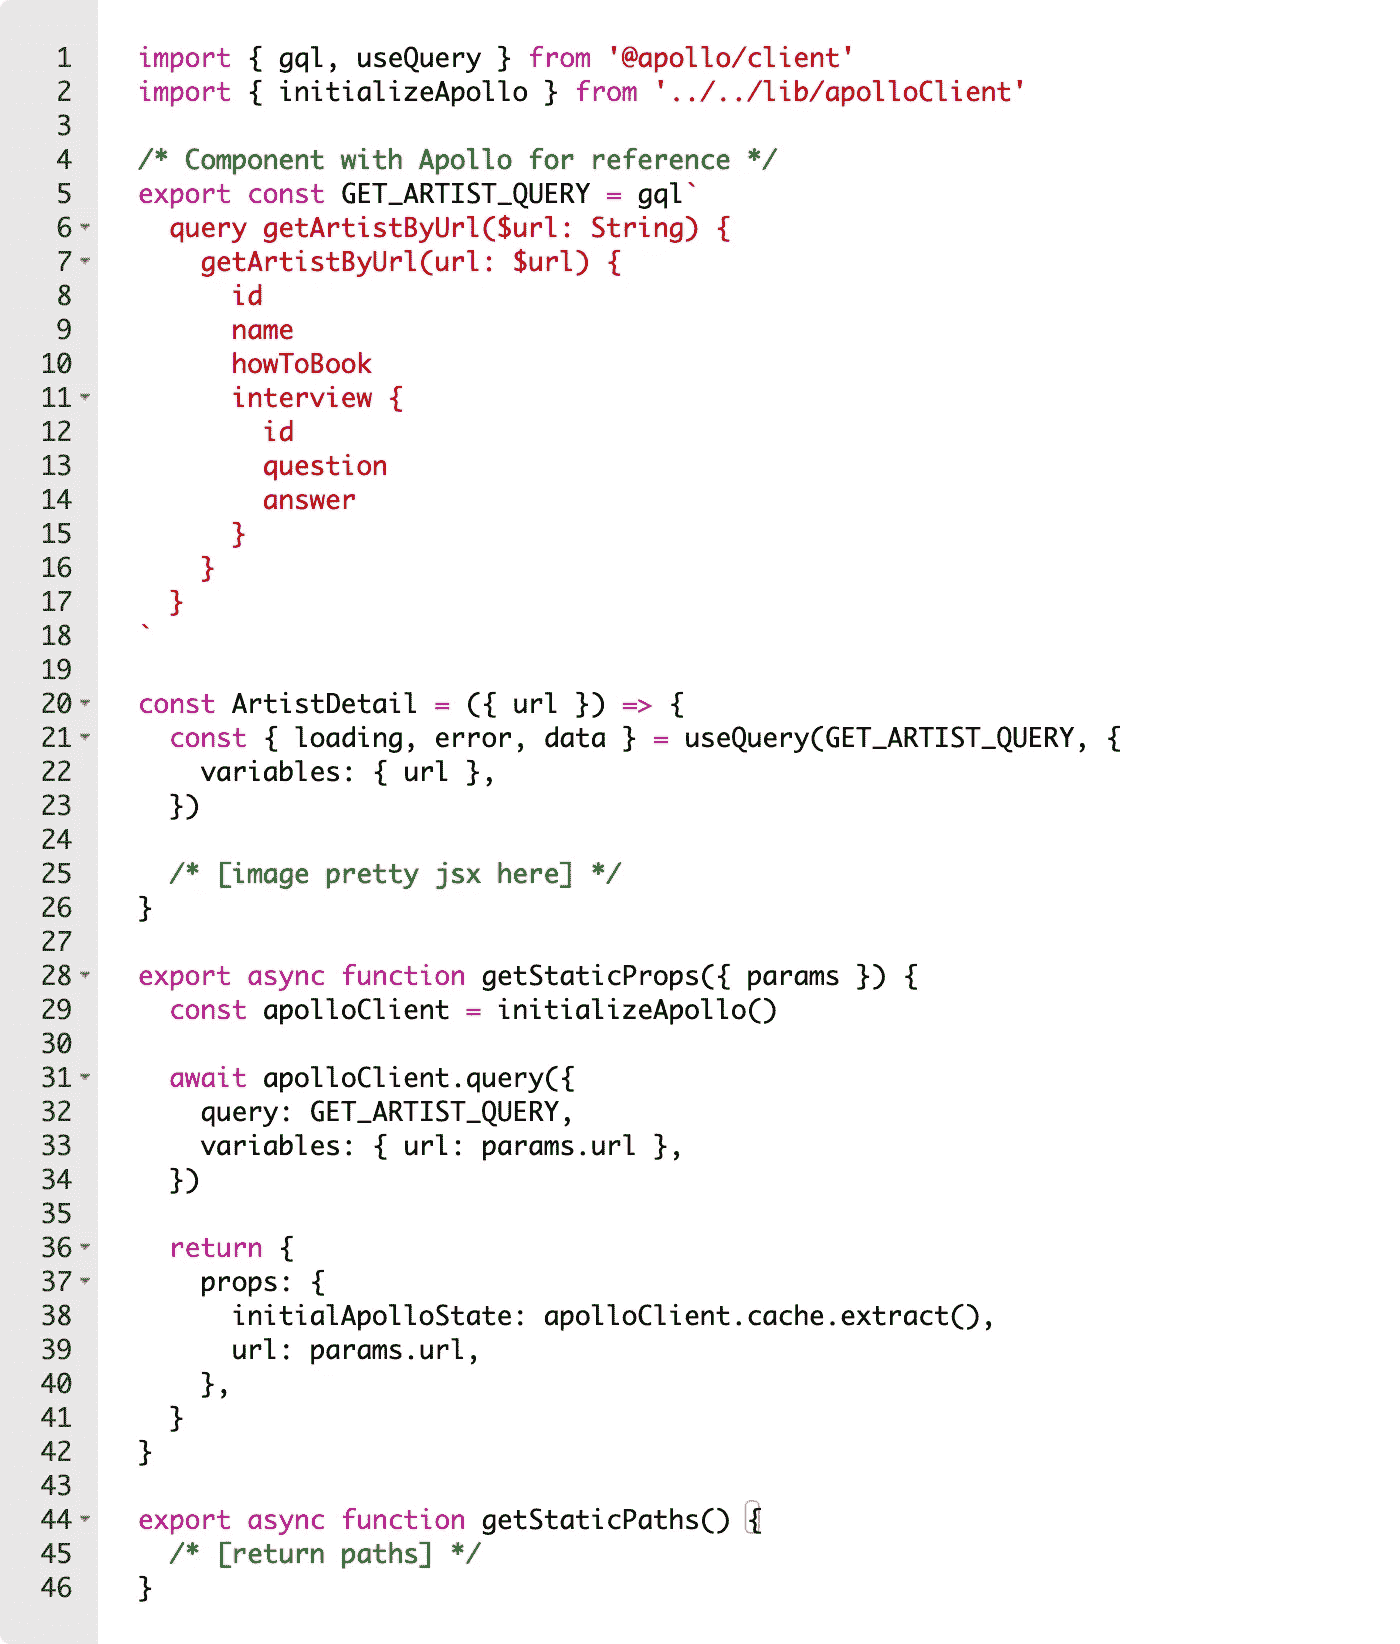 1 import { gql, useQuery } from '@apollo/client'
2 import { initializeApollo } from '../../lib/apolloClient'
3
4 /* Component with Apollo for reference */
5 export const GET_ARTIST_QUERY = gql`
6   query getArtistByUrl($url: String) {
7     getArtistByUrl(url: $url) {
8       id
9       name
10       howToBook
11       interview {
12         id
13         question
14         answer
15       }
16     }
17   }
18 `
19
20 const ArtistDetail = ({ url }) => {
21   const { loading, error, data } = useQuery(GET_ARTIST_QUERY, {
22     variables: { url },
23   })
24
25   /* [image pretty jsx here] */
26 }
27
28 export async function getStaticProps({ params }) {
29   const apolloClient = initializeApollo()
30
31   await apolloClient.query({
32     query: GET_ARTIST_QUERY,
33     variables: { url: params.url },
34   })
35
36   return {
37     props: {
38       initialApolloState: apolloClient.cache.extract(),
39       url: params.url,
40     },
41   }
42 }
43
44 export async function getStaticPaths() {
45   /* [return paths] */
46 }